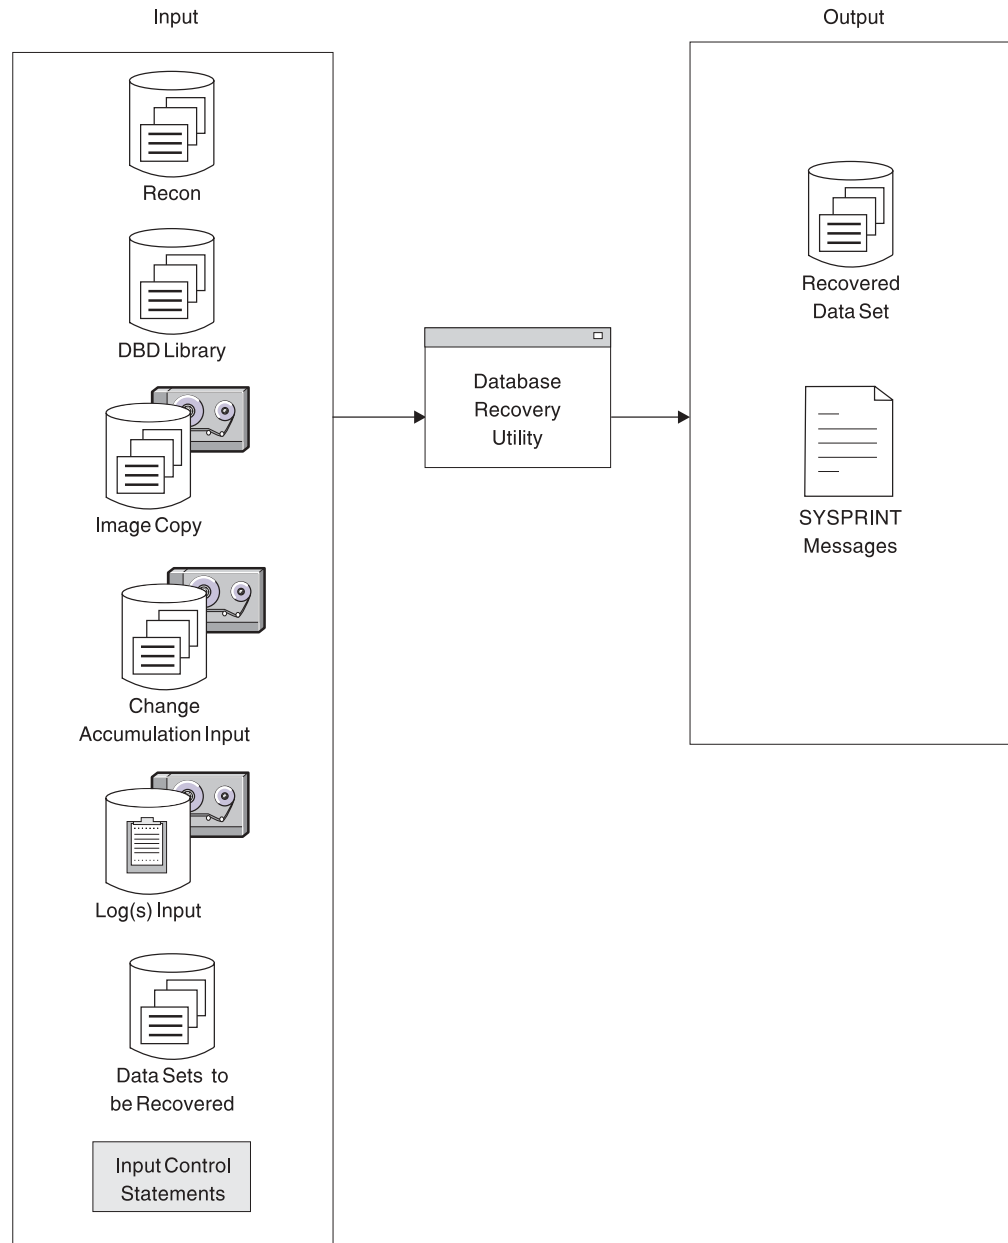 Input
Recon
DBD Library
Image Copy
Change
Accumulation Input
Log(s) Input
Data Sets to
be Recovered
Input Control
Statements
Database
Recovery
Utility
Output
Recovered
Data Set
SYSPRINT
Messages